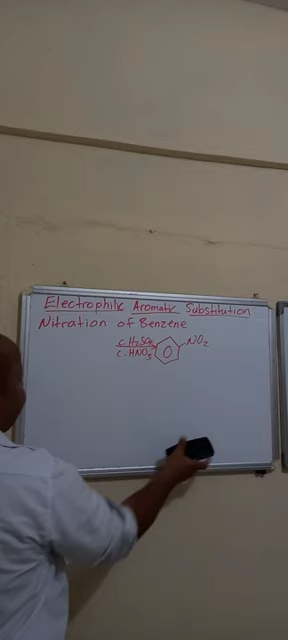 Electrophilic Aromatic Substitution
Nitration of Benzene
c. H₂SO₄
c. HNO₃
NO₂